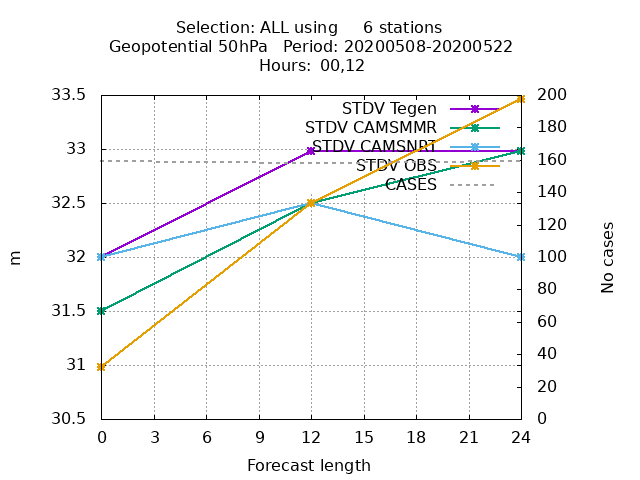 Selection: ALL using     6 stations
Geopotential 50hPa   Period: 20200508-20200522
Hours: 00,12
33.5
33
32.5
32
31.5
31
30.5
m
200
180
160
140
120
100
80
60
40
20
0
No cases
STDV Tegen
STDV CAMSMMR
STDV CAMSNRT
STDV OBS
CASES
0 3 6 9 12 15 18 21 24
Forecast length